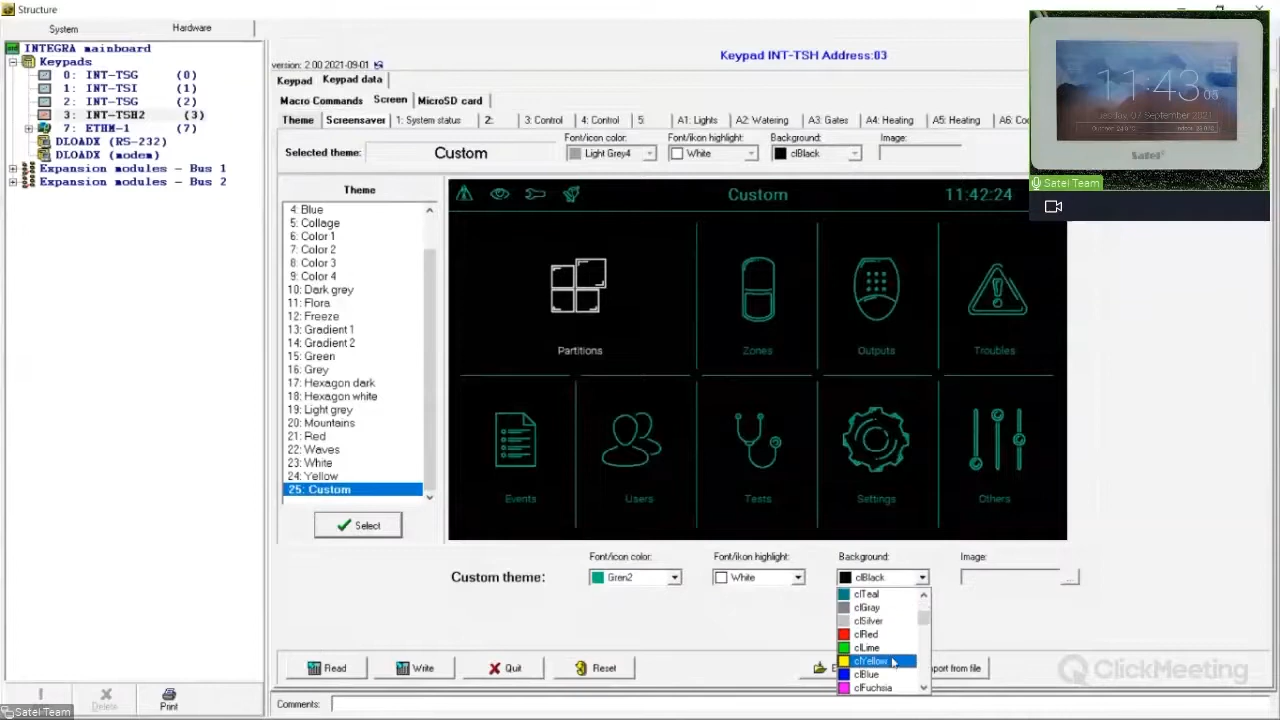 Structure
System
Hardware
INTEGRA mainboard
Keypads
0: INT-TSG (0)
1: INT-TSI (1)
2: INT-TSG (2)
3: INT-TSH2 (3)
7: ETHM-1 (7)
DLOADX (RS-232)
DLOADX (modem)
Expansion modules - Bus 1
Expansion modules - Bus 2
version: 2.00 2021-09-01
Keypad INT-TSH Address:03
Keypad
Keypad data
Macro Commands
Screen
MicroSD card
Theme
Screensaver
1: System status
2:
3: Control
4: Control
5:
A1: Lights
A2: Watering
A3: Gates
A4: Heating
A5: Heating
A6: Coo
Font/icon color:
Font/ikon highlight:
Background:
Image:
Selected theme:
Custom
Light Grey4
White
clBlack
Theme
4: Blue
5: Collage
6: Color 1
7: Color 2
8: Color 3
9: Color 4
10: Dark grey
11: Flora
12: Freeze
13: Gradient 1
14: Gradient 2
15: Green
16: Grey
17: Hexagon dark
18: Hexagon white
19: Light grey
20: Mountains
21: Red
22: Waves
23: White
24: Yellow
25: Custom
Select
Custom
11:42:24
Partitions
Zones
Outputs
Troubles
Events
Users
Tests
Settings
Others
Font/icon color:
Font/ikon highlight:
Background:
Image:
Custom theme:
Gren2
White
clBlack
...
clTeal
clGray
clSilver
clRed
clLime
clYellow
clBlue
clFuchsia
Read
Write
Quit
Reset
port from file
Delete
Print
Comments:
Satel Team
11:43 05
Tuesday, 07 September 2021
Satel
Satel Team
ClickMeeting